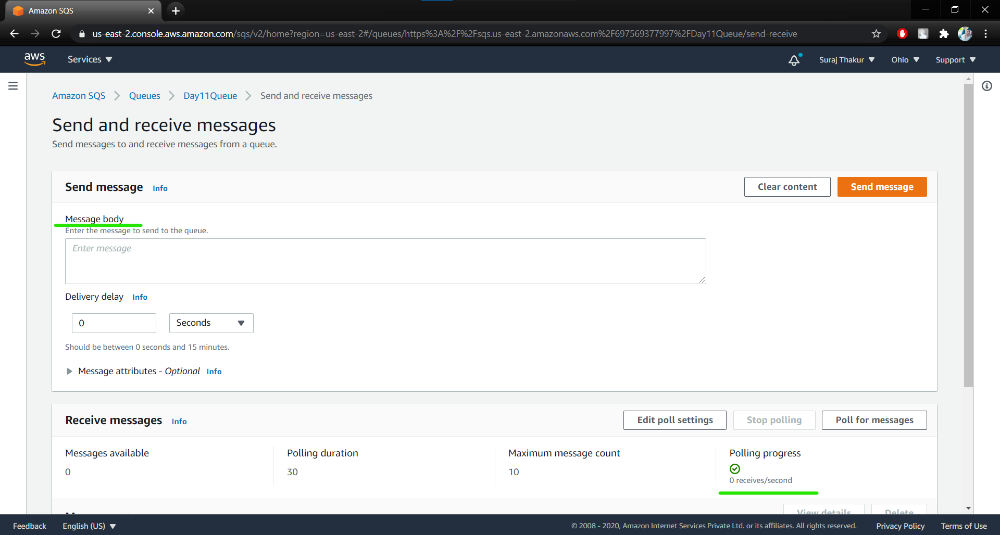 Amazon SQS
us-east-2.console.aws.amazon.com/sqs/v2/home?region=us-east-2#/queues/https%3A%2F%2Fsqs.us-east-2.amazonaws.com%2F697569377997%2FDay11Queue/send-receive
aws Services Suraj Thakur Ohio Support
Amazon SQS Queues Day11Queue Send and receive messages
Send and receive messages
Send messages to and receive messages from a queue.
Send message Info Clear content Send message
Message body
Enter the message to send to the queue.
Enter message
Delivery delay Info
0 Seconds
Should be between 0 seconds and 15 minutes.
Message attributes - Optional Info
Receive messages Info Edit poll settings Stop polling Poll for messages
Messages available Polling duration Maximum message count Polling progress
0 30 10
0 receives/second
View details Delete
Feedback English (US) © 2008 - 2020, Amazon Internet Services Private Ltd. or its affiliates. All rights reserved. Privacy Policy Terms of Use